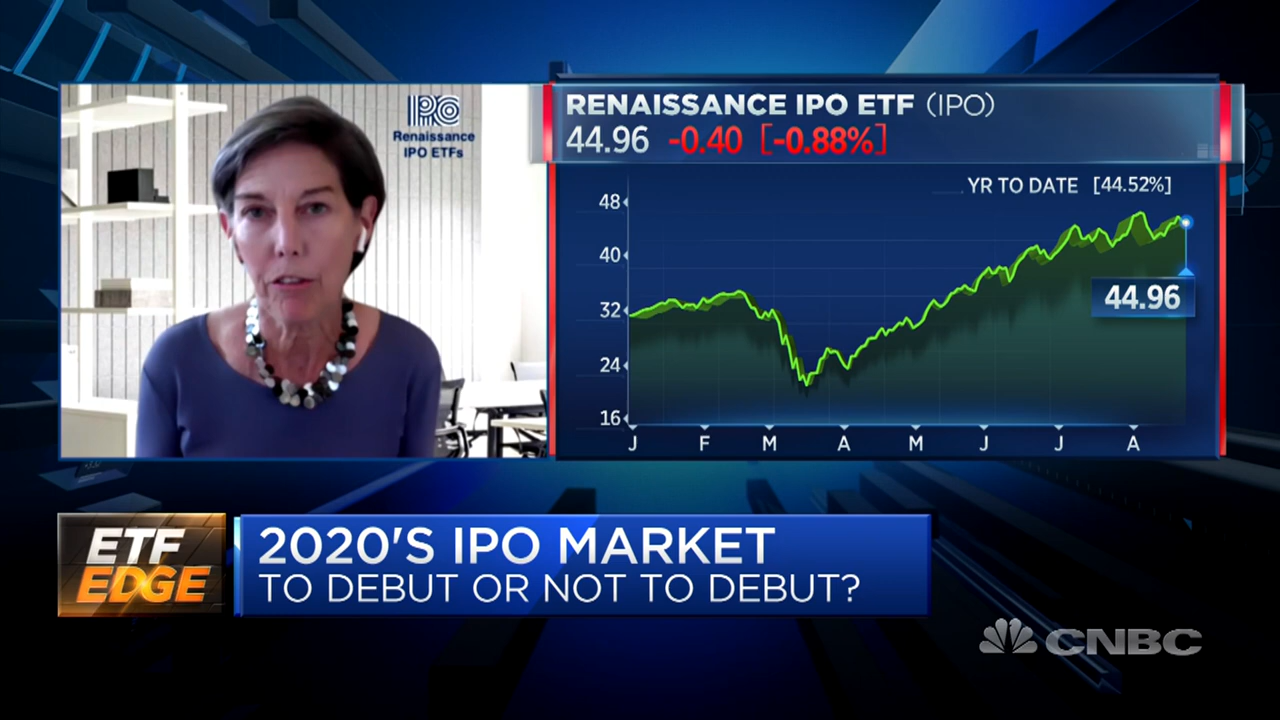 IPO
Renaissance
IPO ETFs
RENAISSANCE IPO ETF (IPO)
44.96 -0.40 [-0.88%]
YR TO DATE [44.52%]
48
40
32
24
16
44.96
J F M A M J J A
ETF
EDGE
2020'S IPO MARKET
TO DEBUT OR NOT TO DEBUT?
CNBC